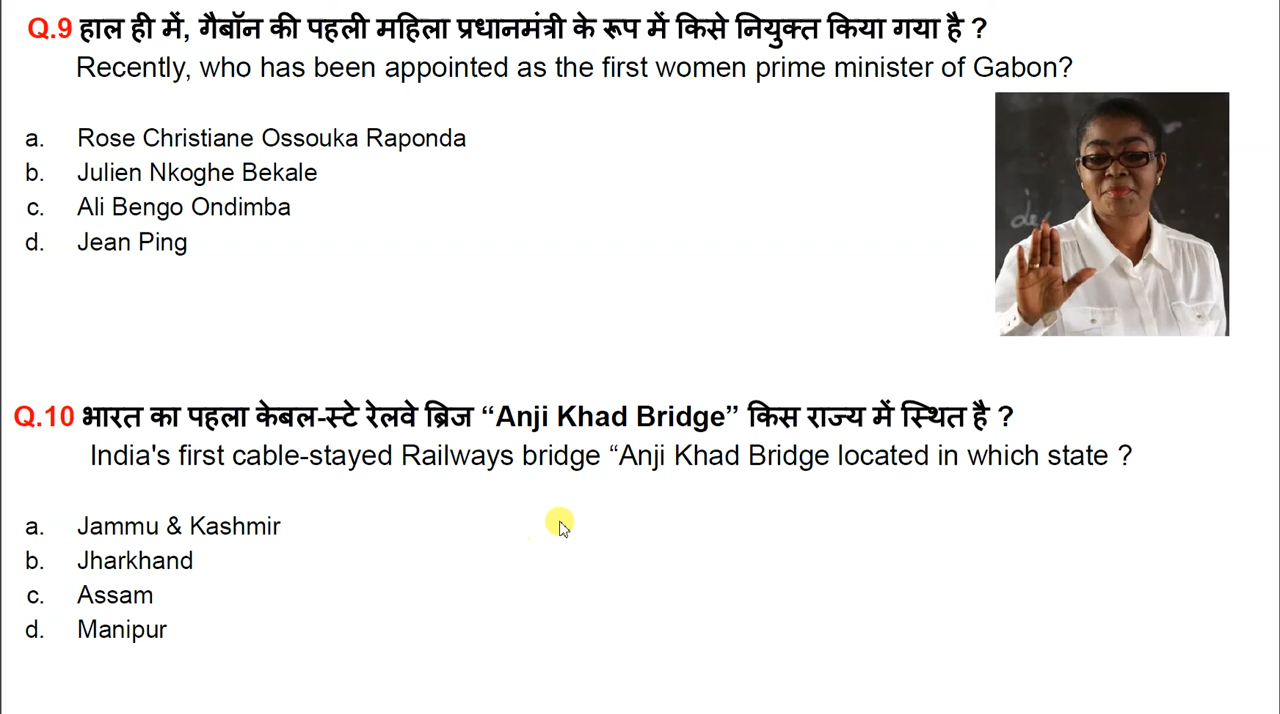 Q.9 हाल ही में, गैबॉन की पहली महिला प्रधानमंत्री के रूप में किसे नियुक्त किया गया है ?
Recently, who has been appointed as the first women prime minister of Gabon?
a. Rose Christiane Ossouka Raponda
b. Julien Nkoghe Bekale
c. Ali Bengo Ondimba
d. Jean Ping
Q.10 भारत का पहला केबल-स्टे रेलवे ब्रिज “Anji Khad Bridge” किस राज्य में स्थित है ?
India's first cable-stayed Railways bridge “Anji Khad Bridge located in which state ?
a. Jammu & Kashmir
b. Jharkhand
c. Assam
d. Manipur